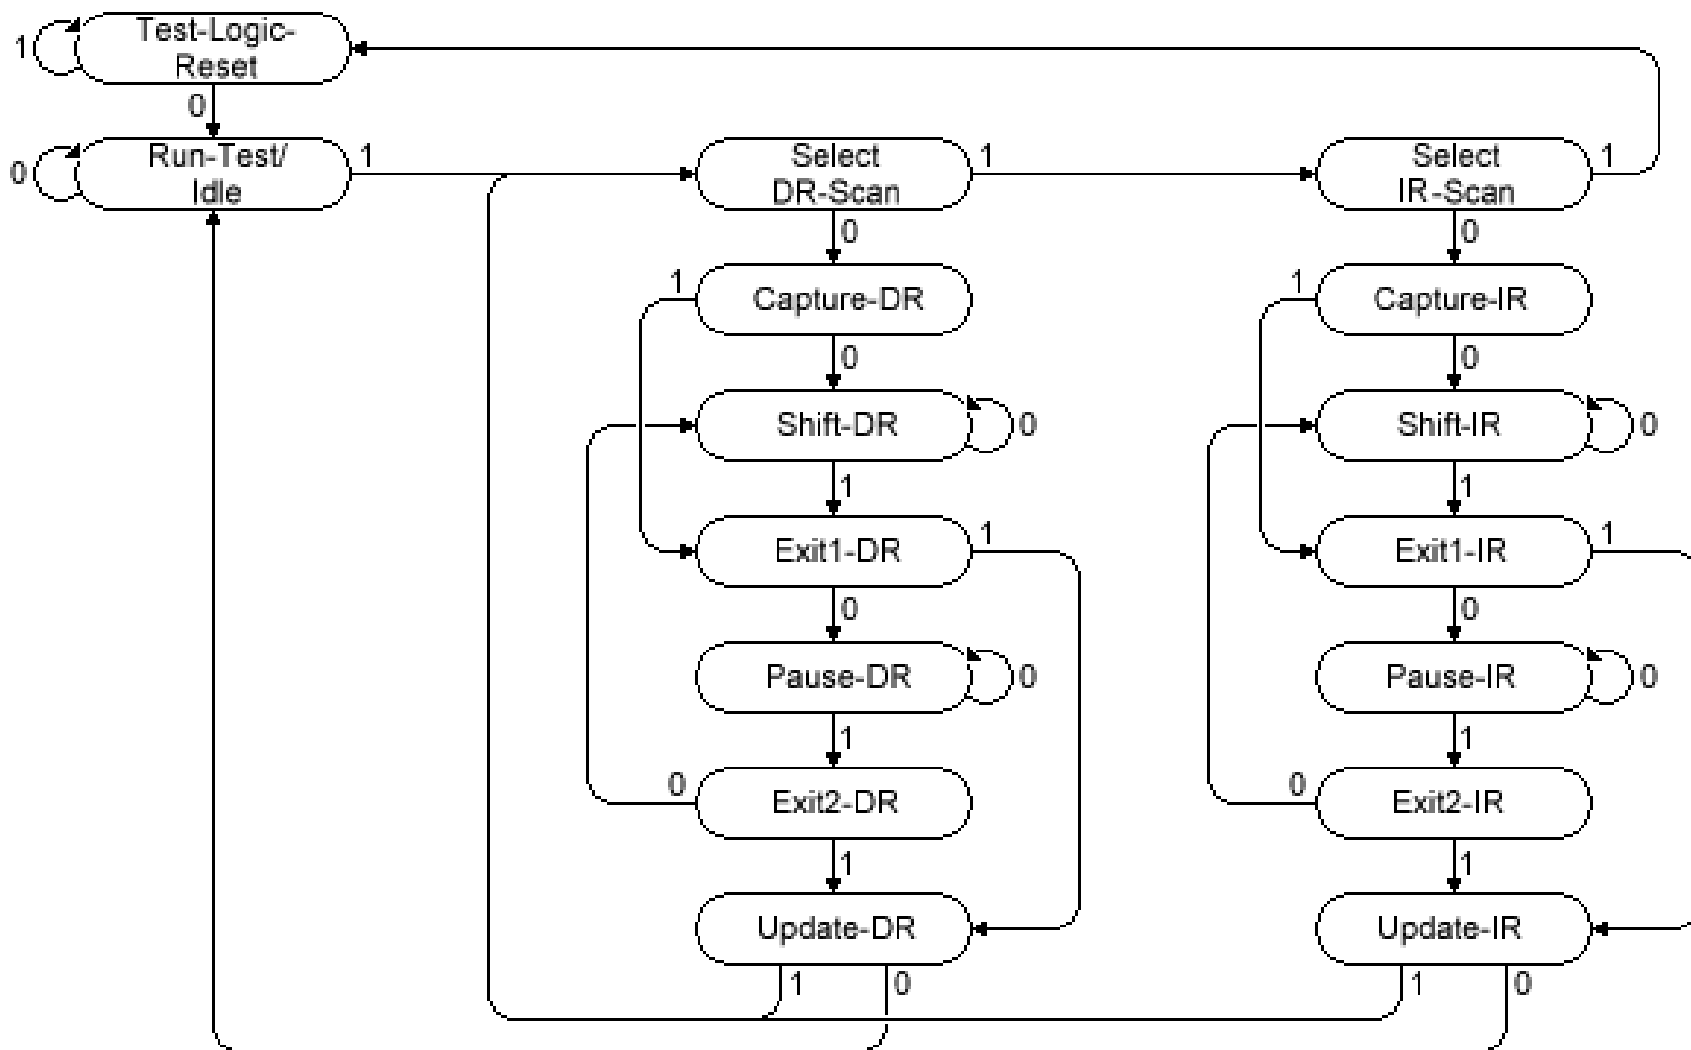 Test-Logic-
Reset
1
0
Run-Test/
Idle
0
1
Select
DR-Scan
1
0
Select
IR-Scan
1
0
Capture-DR
1
0
Capture-IR
1
0
Shift-DR
0
1
Shift-IR
0
1
Exit1-DR
1
0
Exit1-IR
1
0
Pause-DR
0
1
Pause-IR
0
1
Exit2-DR
0
1
Exit2-IR
0
1
Update-DR
1
0
Update-IR
1
0